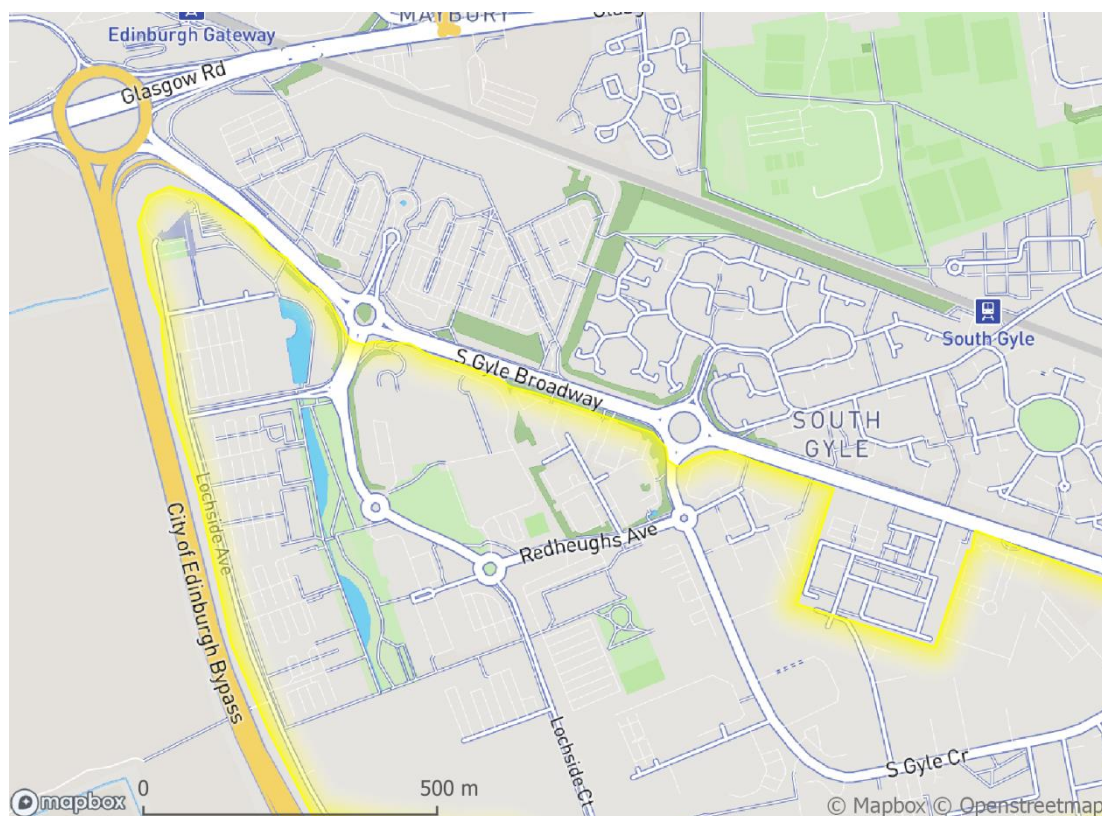 MAYBURY
Edinburgh Gateway
Glasgow Rd
S Gyle Broadway
South Gyle
SOUTH
GYLE
Lochside Ave
City of Edinburgh Bypass
Redheughs Ave
Lochside Ct
S Gyle Cr
0
500 m
mapbox
© Mapbox © Openstreetmap